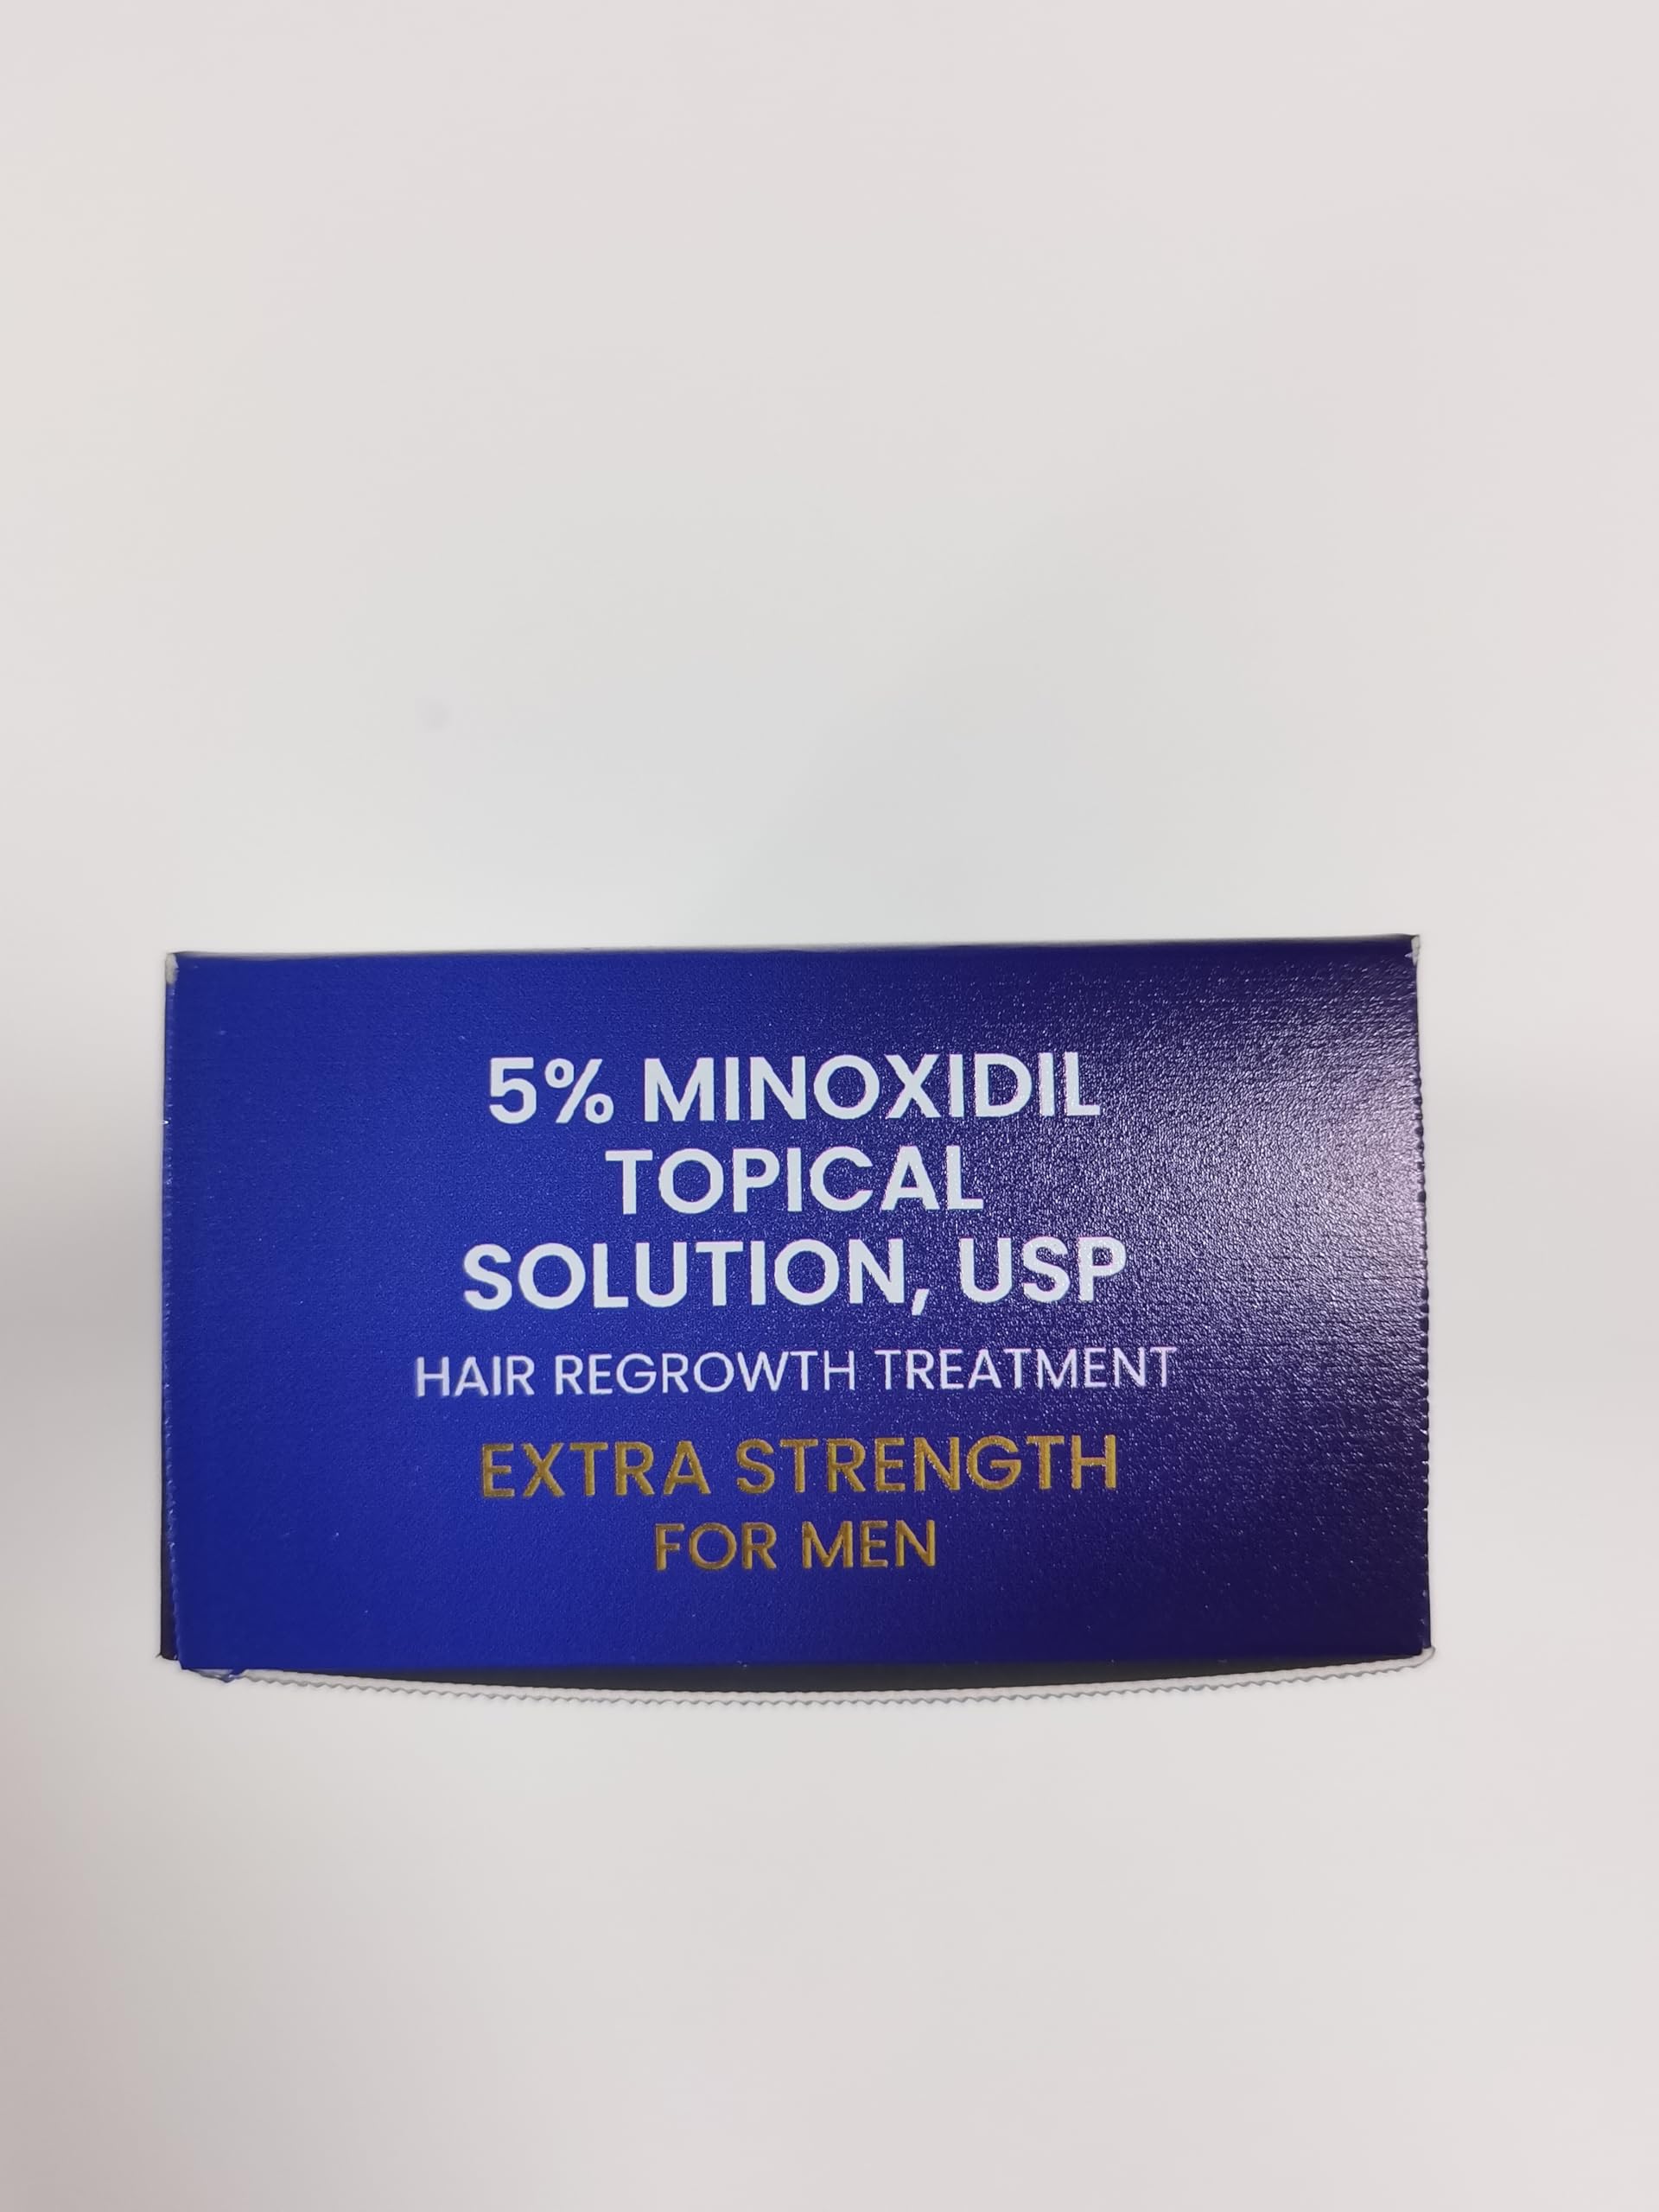 5% MINOXIDIL
TOPICAL
SOLUTION, USP
HAIR REGROWTH TREATMENT
EXTRA STRENGTH
FOR MEN